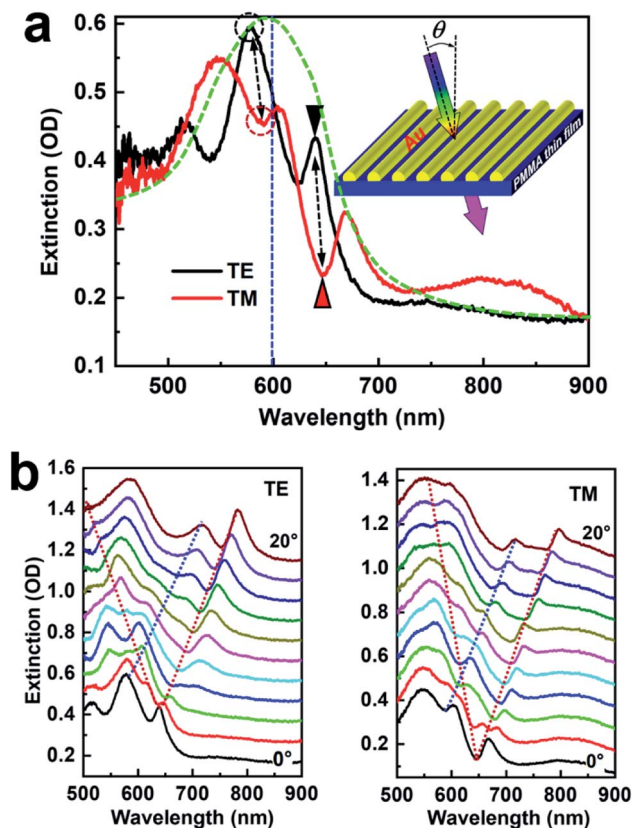 a
0.6
0.5
0.4
0.3
0.2
0.1
Extinction (OD)
TE
TM
θ
Au
PMMA thin film
500 600 700 800 900
Wavelength (nm)
b
1.6
1.4
1.2
1.0
0.8
0.6
0.4
0.2
Extinction (OD)
TE
20°
0°
500 600 700 800 900
Wavelength (nm)
1.4
1.2
1.0
0.8
0.6
0.4
0.2
TM
20°
0°
500 600 700 800 900
Wavelength (nm)